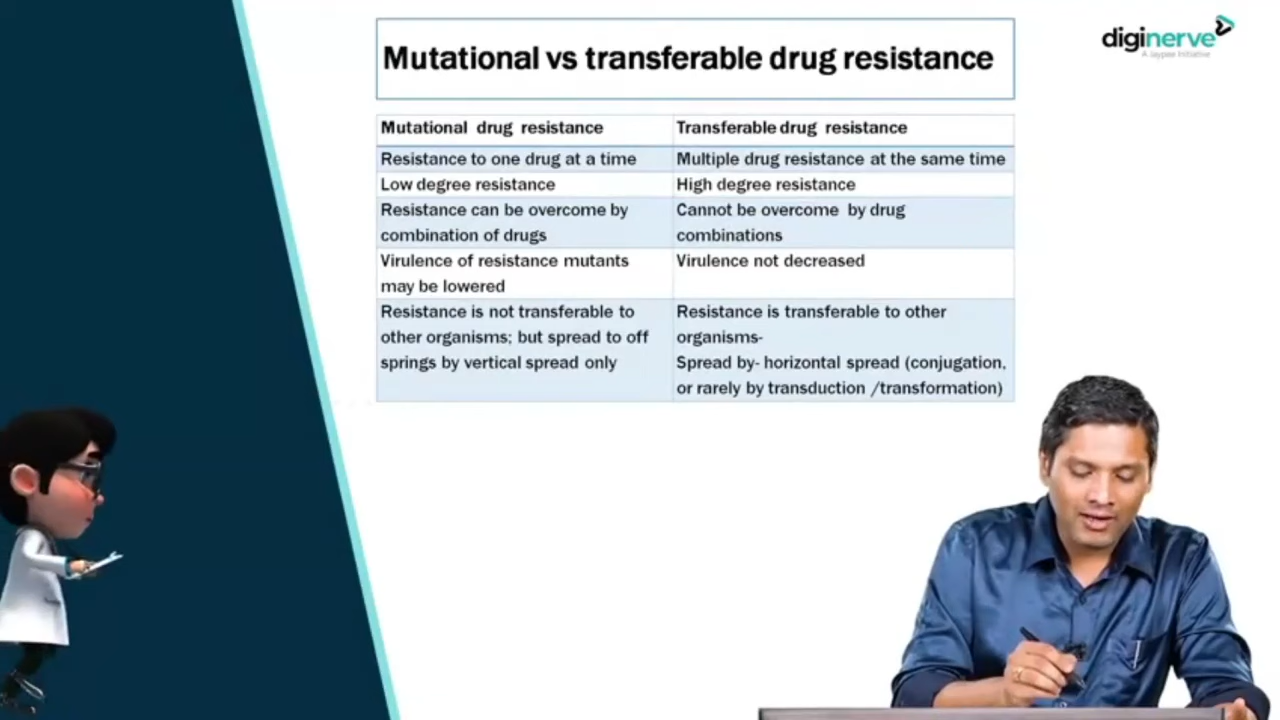 Mutational vs transferable drug resistance
diginerve
A Jaypee Initiative
Mutational drug resistance
Transferable drug resistance
Resistance to one drug at a time
Multiple drug resistance at the same time
Low degree resistance
High degree resistance
Resistance can be overcome by
combination of drugs
Cannot be overcome by drug
combinations
Virulence of resistance mutants
may be lowered
Virulence not decreased
Resistance is not transferable to
other organisms; but spread to off
springs by vertical spread only
Resistance is transferable to other
organisms-
Spread by- horizontal spread (conjugation,
or rarely by transduction /transformation)